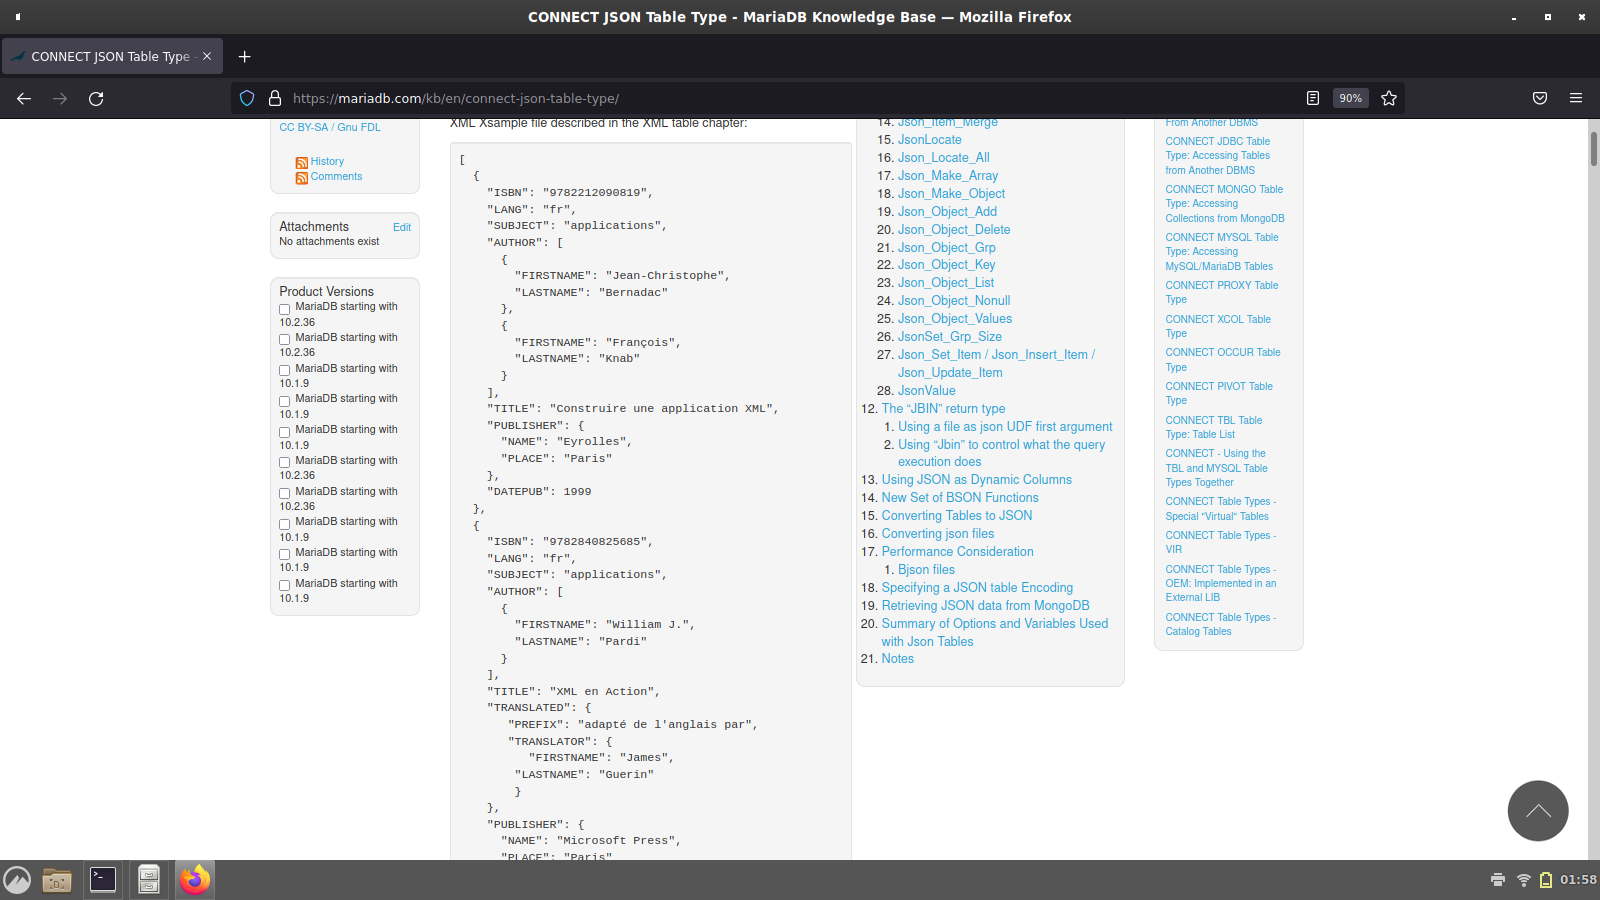 CONNECT JSON Table Type - MariaDB Knowledge Base — Mozilla Firefox
CONNECT JSON Table Type -
https://mariadb.com/kb/en/connect-json-table-type/
90%
CC BY-SA / Gnu FDL
History
Comments
Attachments
Edit
No attachments exist
Product Versions
MariaDB starting with
10.2.36
MariaDB starting with
10.2.36
MariaDB starting with
10.1.9
MariaDB starting with
10.1.9
MariaDB starting with
10.1.9
MariaDB starting with
10.2.36
MariaDB starting with
10.2.36
MariaDB starting with
10.1.9
MariaDB starting with
10.1.9
MariaDB starting with
10.1.9
XML Xsample file described in the XML table chapter:
[
{
"ISBN": "9782212090819",
"LANG": "fr",
"SUBJECT": "applications",
"AUTHOR": [
{
"FIRSTNAME": "Jean-Christophe",
"LASTNAME": "Bernadac"
},
{
"FIRSTNAME": "François",
"LASTNAME": "Knab"
}
],
"TITLE": "Construire une application XML",
"PUBLISHER": {
"NAME": "Eyrolles",
"PLACE": "Paris"
},
"DATEPUB": 1999
},
{
"ISBN": "9782840825685",
"LANG": "fr",
"SUBJECT": "applications",
"AUTHOR": [
{
"FIRSTNAME": "William J.",
"LASTNAME": "Pardi"
}
],
"TITLE": "XML en Action",
"TRANSLATED": {
"PREFIX": "adapté de l'anglais par",
"TRANSLATOR": {
"FIRSTNAME": "James",
"LASTNAME": "Guerin"
}
},
"PUBLISHER": {
"NAME": "Microsoft Press",
"PLACE": "Paris"
14. Json_Item_Merge
15. JsonLocate
16. Json_Locate_All
17. Json_Make_Array
18. Json_Make_Object
19. Json_Object_Add
20. Json_Object_Delete
21. Json_Object_Grp
22. Json_Object_Key
23. Json_Object_List
24. Json_Object_Nonull
25. Json_Object_Values
26. JsonSet_Grp_Size
27. Json_Set_Item / Json_Insert_Item /
Json_Update_Item
28. JsonValue
12. The “JBIN” return type
1. Using a file as json UDF first argument
2. Using “Jbin” to control what the query
execution does
13. Using JSON as Dynamic Columns
14. New Set of BSON Functions
15. Converting Tables to JSON
16. Converting json files
17. Performance Consideration
1. Bjson files
18. Specifying a JSON table Encoding
19. Retrieving JSON data from MongoDB
20. Summary of Options and Variables Used
with Json Tables
21. Notes
From Another DBMS
CONNECT JDBC Table
Type: Accessing Tables
from Another DBMS
CONNECT MONGO Table
Type: Accessing
Collections from MongoDB
CONNECT MYSQL Table
Type: Accessing
MySQL/MariaDB Tables
CONNECT PROXY Table
Type
CONNECT XCOL Table
Type
CONNECT OCCUR Table
Type
CONNECT PIVOT Table
Type
CONNECT TBL Table
Type: Table List
CONNECT - Using the
TBL and MYSQL Table
Types Together
CONNECT Table Types -
Special "Virtual" Tables
CONNECT Table Types -
VIR
CONNECT Table Types -
OEM: Implemented in an
External LIB
CONNECT Table Types -
Catalog Tables
01:58